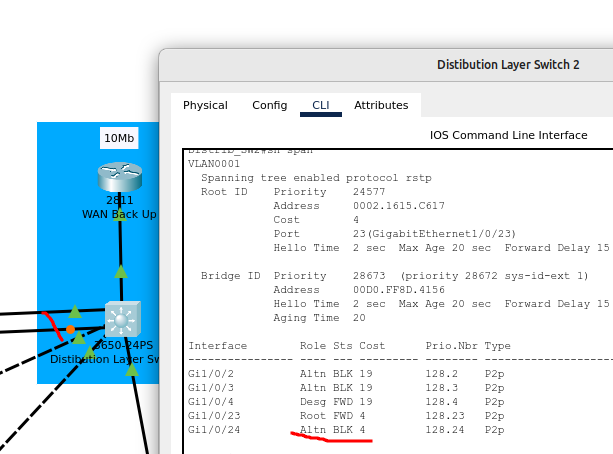 Distibution Layer Switch 2
Physical Config CLI Attributes
IOS Command Line Interface
10Mb
2811
WAN Back Up
3650-24PS
Distibution Layer Sw
Distrib_SW2#sh span
VLAN0001
Spanning tree enabled protocol rstp
Root ID Priority 24577
Address 0002.1615.C617
Cost 4
Port 23(GigabitEthernet1/0/23)
Hello Time 2 sec Max Age 20 sec Forward Delay 15
Bridge ID Priority 28673 (priority 28672 sys-id-ext 1)
Address 00D0.FF8D.4156
Hello Time 2 sec Max Age 20 sec Forward Delay 15
Aging Time 20
Interface Role Sts Cost Prio.Nbr Type
---------------- ---- --- --------- -------- --------------------------------
Gi1/0/2 Altn BLK 19 128.2 P2p
Gi1/0/3 Altn BLK 19 128.3 P2p
Gi1/0/4 Desg FWD 19 128.4 P2p
Gi1/0/23 Root FWD 4 128.23 P2p
Gi1/0/24 Altn BLK 4 128.24 P2p